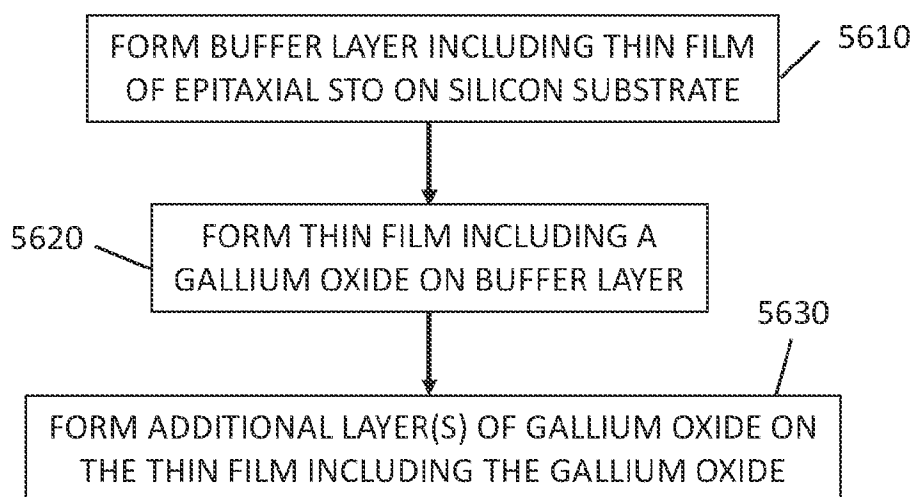 FORM BUFFER LAYER INCLUDING THIN FILM
OF EPITAXIAL STO ON SILICON SUBSTRATE
5610
5620
FORM THIN FILM INCLUDING A
GALLIUM OXIDE ON BUFFER LAYER
5630
FORM ADDITIONAL LAYER(S) OF GALLIUM OXIDE ON
THE THIN FILM INCLUDING THE GALLIUM OXIDE